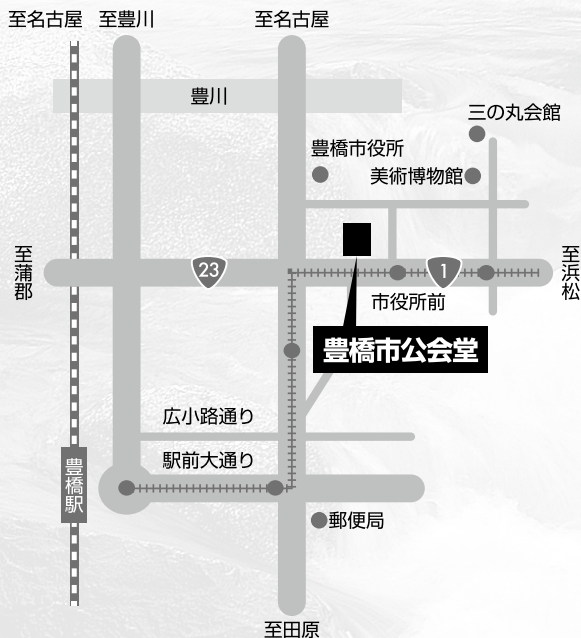 至名古屋
至豊川
至名古屋
豊川
三の丸会館
豊橋市役所
美術博物館
至蒲郡
至浜松
23
1
市役所前
豊橋市公会堂
広小路通り
駅前大通り
豊橋駅
郵便局
至田原